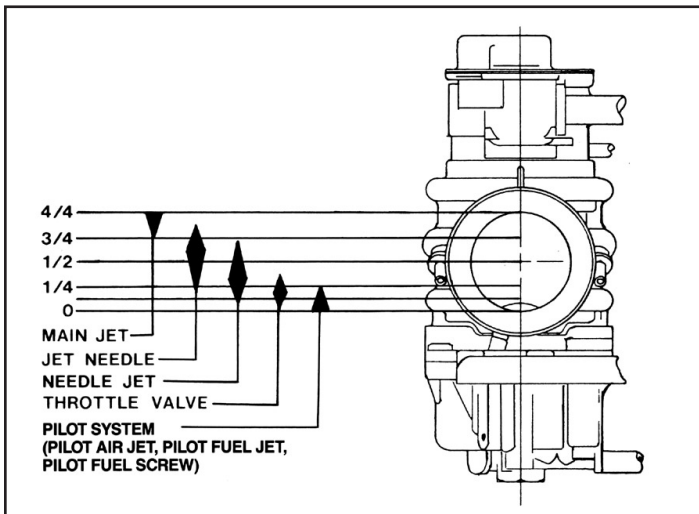 4/4
3/4
1/2
1/4
0
MAIN JET
JET NEEDLE
NEEDLE JET
THROTTLE VALVE
PILOT SYSTEM
(PILOT AIR JET, PILOT FUEL JET,
PILOT FUEL SCREW)